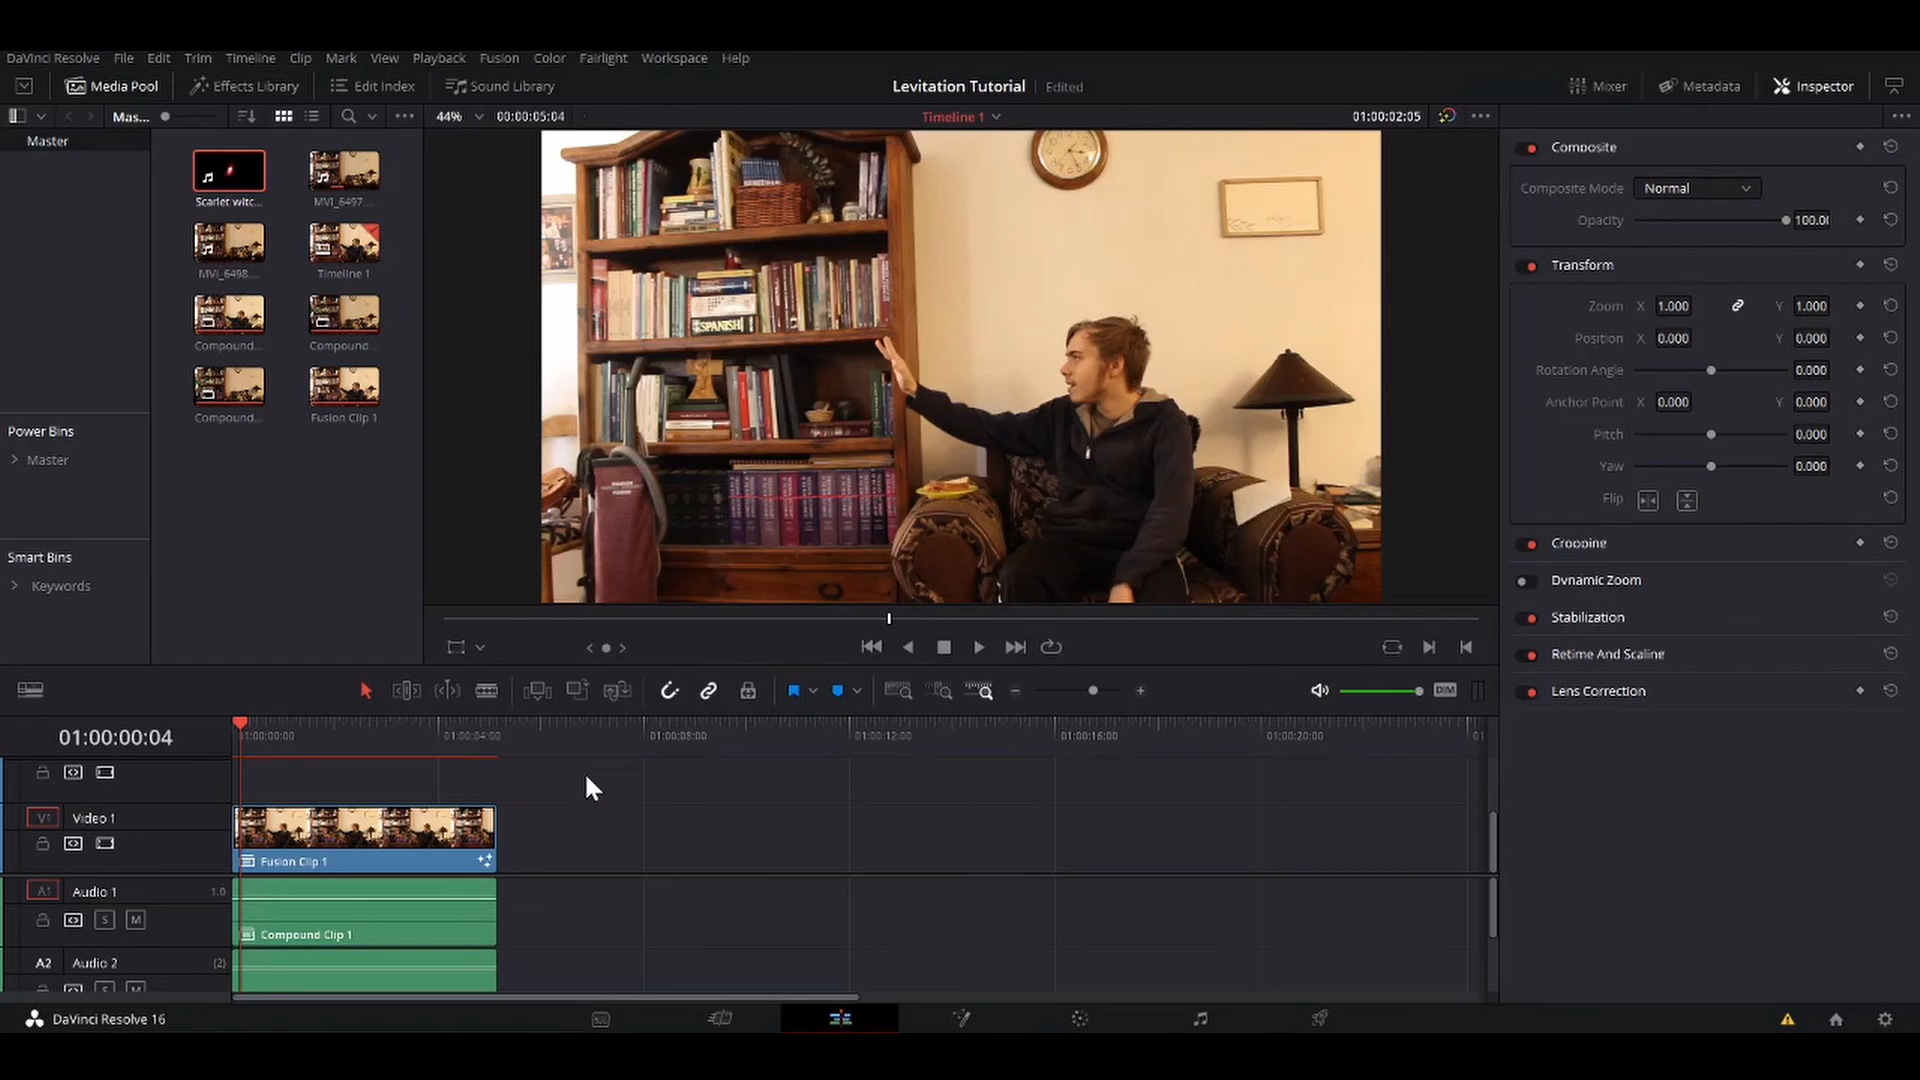 DaVinci Resolve File Edit Trim Timeline Clip Mark View Playback Fusion Color Fairlight Workspace Help
Media Pool Effects Library Edit Index Sound Library Levitation Tutorial Edited Mixer Metadata Inspector
Mas... 44% 00:00:05:04 Timeline 1 01:00:02:05
Master
Scarlet witc... MVI_6497...
MVI_6498... Timeline 1
Compound... Compound...
Compound... Fusion Clip 1
Power Bins
Master
Smart Bins
Keywords
SPANISH
Composite
Composite Mode Normal
Opacity 100.0
Transform
Zoom X 1.000 Y 1.000
Position X 0.000 Y 0.000
Rotation Angle 0.000
Anchor Point X 0.000 Y 0.000
Pitch 0.000
Yaw 0.000
Flip
Cropping
Dynamic Zoom
Stabilization
Retime And Scaling
Lens Correction
DIM
01:00:00:04
01:00:00:00 01:00:04:00 01:00:08:00 01:00:12:00 01:00:16:00 01:00:20:00 01
V1 Video 1
Fusion Clip 1
A1 Audio 1 1.0
S M
Compound Clip 1
A2 Audio 2 (2)
S M
DaVinci Resolve 16